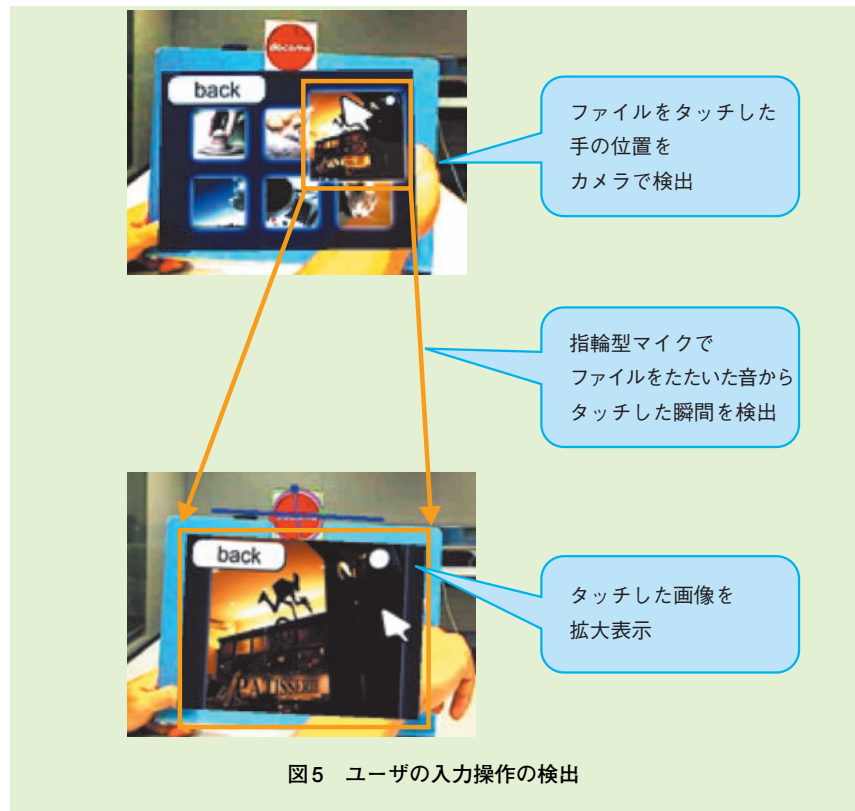 docomo
back
ファイルをタッチした
手の位置を
カメラで検出
指輪型マイクで
ファイルをたたいた音から
タッチした瞬間を検出
back
PATISSERIE
タッチした画像を
拡大表示
図5 ユーザの入力操作の検出